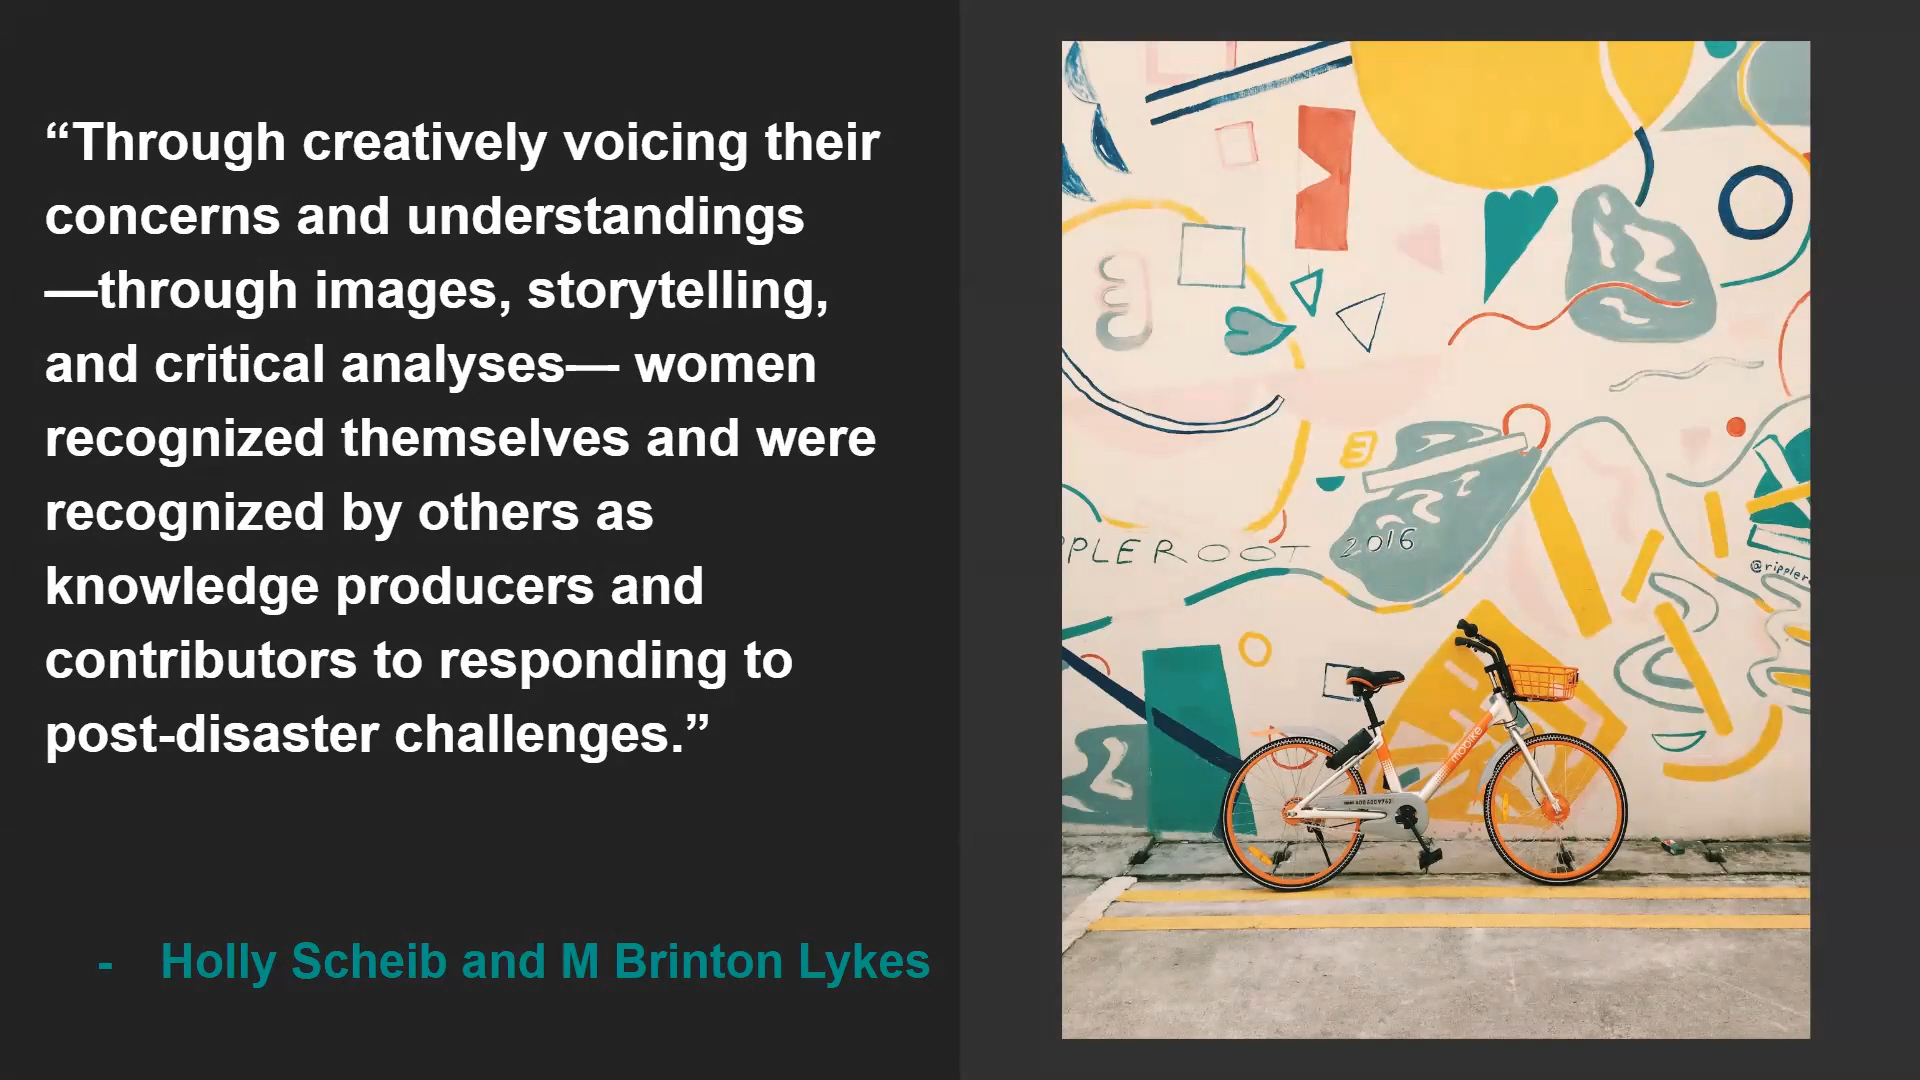 “Through creatively voicing their
concerns and understandings
—through images, storytelling,
and critical analyses— women
recognized themselves and were
recognized by others as
knowledge producers and
contributors to responding to
post-disaster challenges.”
- Holly Scheib and M Brinton Lykes
PPLEROOT 2016
mobike